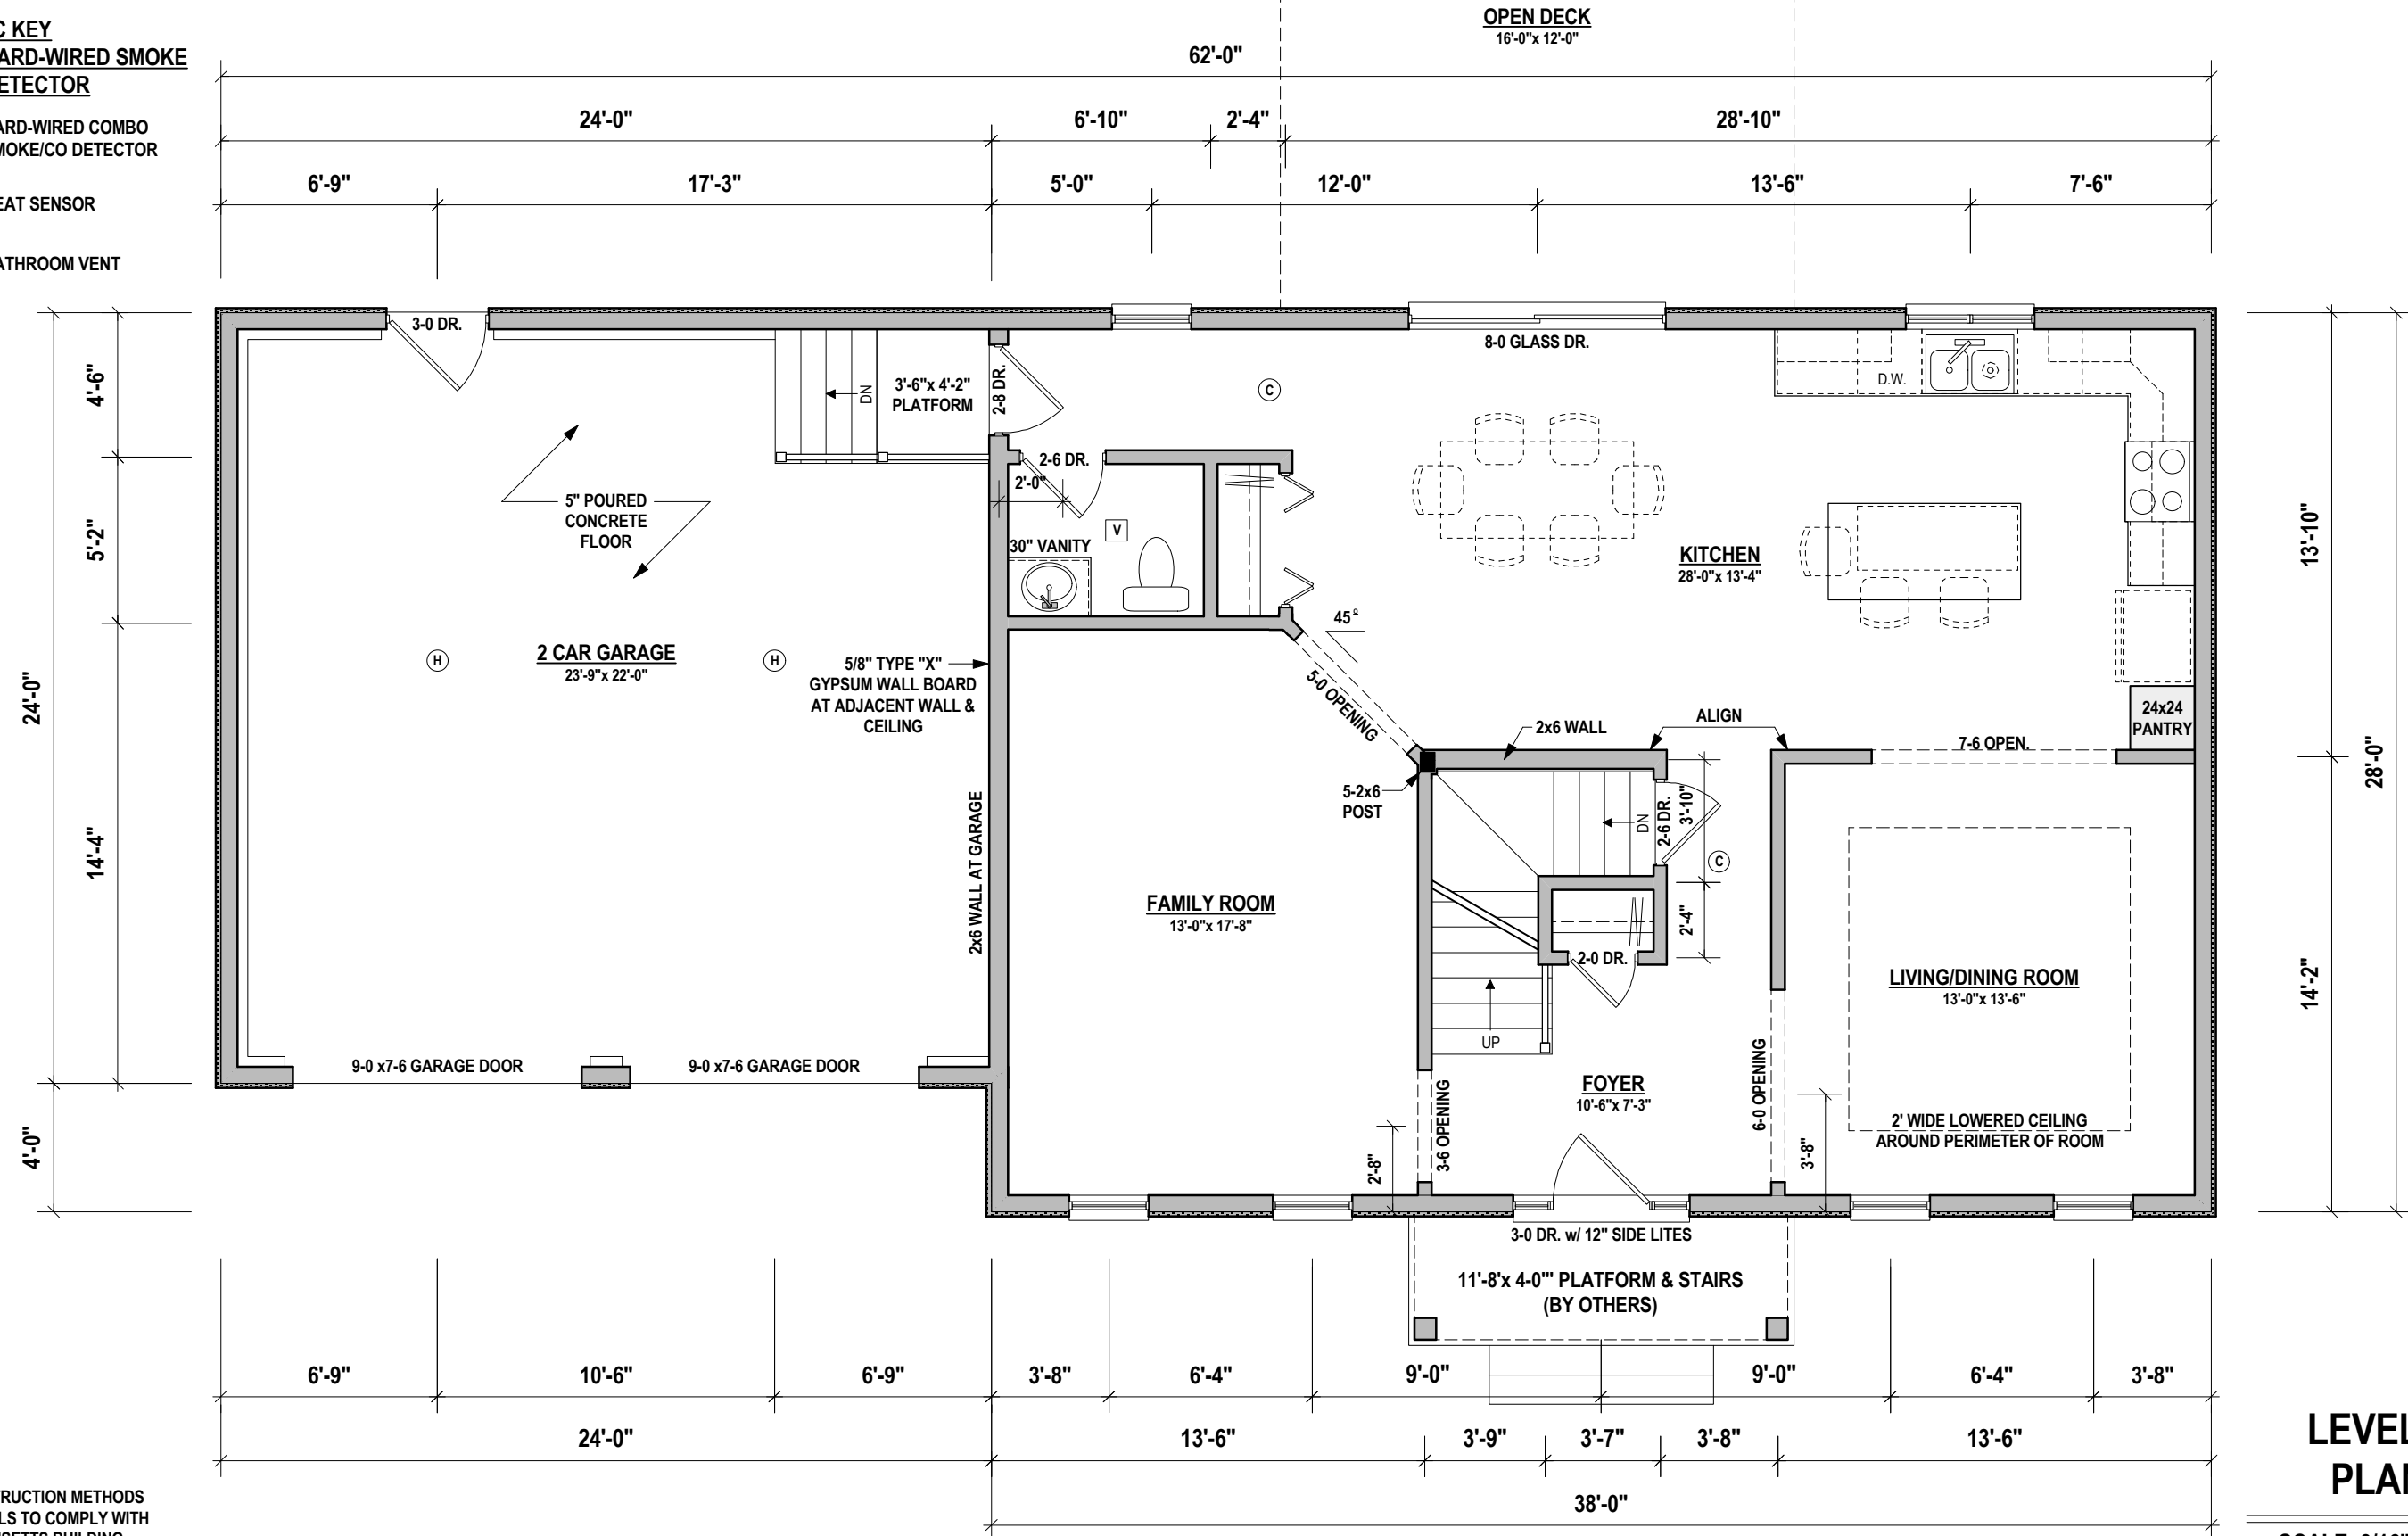 C KEY
ARD-WIRED SMOKE
ETECTOR
ARD-WIRED COMBO
MOKE/CO DETECTOR
EAT SENSOR
ATHROOM VENT
OPEN DECK
16'-0"x 12'-0"
62'-0"
24'-0"
6'-10"
2'-4"
28'-10"
6'-9"
17'-3"
5'-0"
12'-0"
13'-6"
7'-6"
3-0 DR.
8-0 GLASS DR.
4'-6"
DN
3'-6"x 4'-2"
PLATFORM
2-8 DR.
C
D.W.
2-6 DR.
2'-0"
5" POURED
CONCRETE
FLOOR
V
30" VANITY
5'-2"
13'-10"
KITCHEN
28'-0"x 13'-4"
45°
H
2 CAR GARAGE
23'-9"x 22'-0"
H
5/8" TYPE "X"
GYPSUM WALL BOARD
AT ADJACENT WALL &
CEILING
5-0 OPENING
24'-0"
24x24
PANTRY
2x6 WALL
ALIGN
7-6 OPEN.
28'-0"
5-2x6
POST
DN
2-6 DR.
3'-10"
C
14'-4"
2x6 WALL AT GARAGE
FAMILY ROOM
13'-0"x 17'-8"
2'-4"
2-0 DR.
LIVING/DINING ROOM
13'-0"x 13'-6"
14'-2"
UP
9-0 x7-6 GARAGE DOOR
9-0 x7-6 GARAGE DOOR
FOYER
10'-6"x 7'-3"
3-6 OPENING
6-0 OPENING
2' WIDE LOWERED CEILING
AROUND PERIMETER OF ROOM
4'-0"
2'-8"
3'-8"
3-0 DR. w/ 12" SIDE LITES
11'-8'x 4-0'" PLATFORM & STAIRS
(BY OTHERS)
6'-9"
10'-6"
6'-9"
3'-8"
6'-4"
9'-0"
9'-0"
6'-4"
3'-8"
24'-0"
13'-6"
3'-9"
3'-7"
3'-8"
13'-6"
38'-0"
LEVEL
PLA
TRUCTION METHODS
LS TO COMPLY WITH